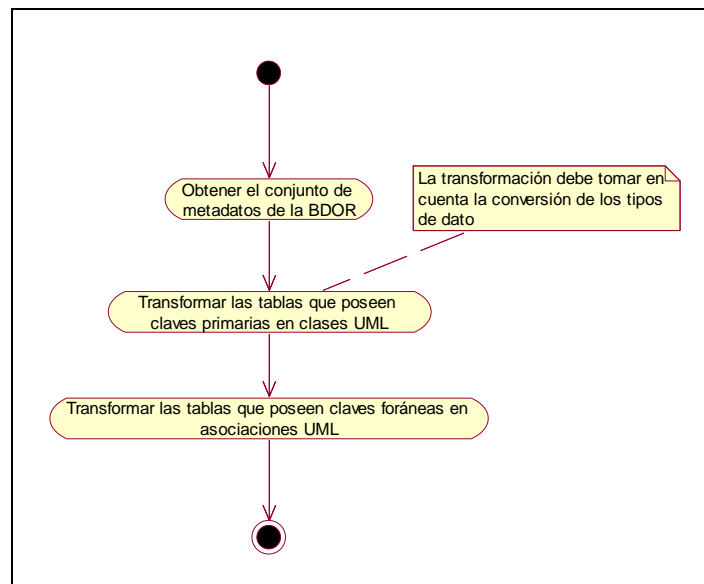 Obtener el conjunto de
metadatos de la BDOR
La transformación debe tomar en
cuenta la conversión de los tipos
de dato
Transformar las tablas que poseen
claves primarias en clases UML
Transformar las tablas que poseen claves foráneas en
asociaciones UML